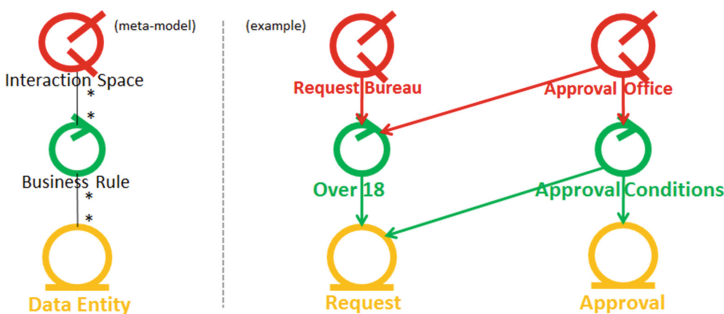 (meta-model)
(example)
Interaction Space
*
*
Business Rule
*
*
Data Entity
Request Bureau
Approval Office
Over 18
Approval Conditions
Request
Approval